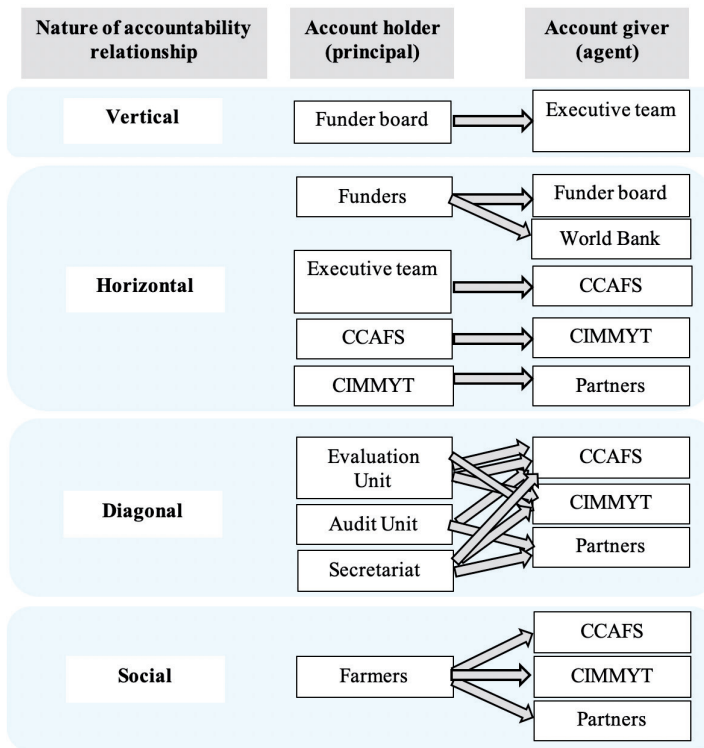 Nature of accountability
relationship
Account holder
(principal)
Account giver
(agent)
Vertical
Funder board
Executive team
Horizontal
Funders
Funder board
World Bank
Executive team
CCAFS
CCAFS
CIMMYT
CIMMYT
Partners
Diagonal
Evaluation
Unit
Audit Unit
Secretariat
CCAFS
CIMMYT
Partners
Social
Farmers
CCAFS
CIMMYT
Partners